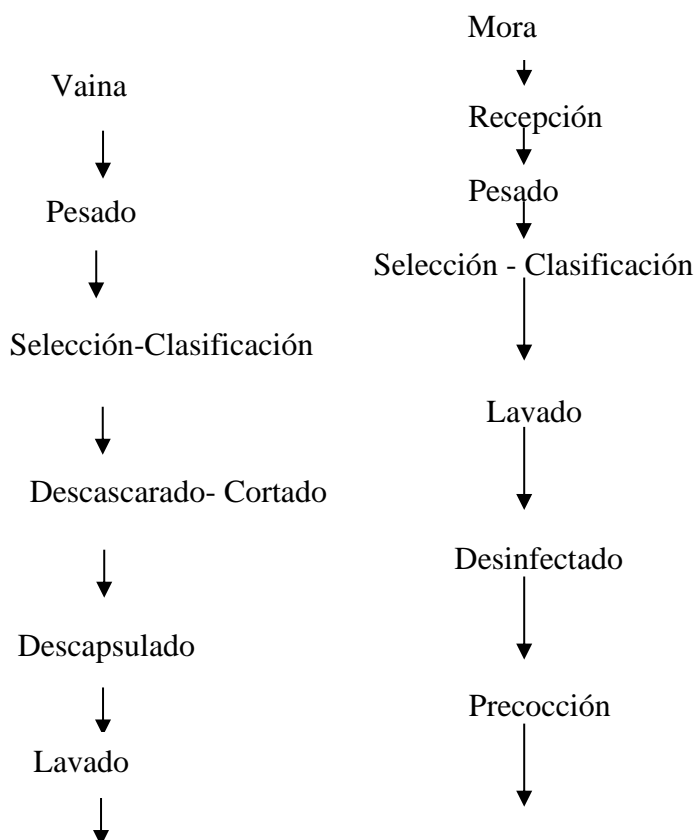 Vaina
Pesado
Selección-Clasificación
Descascarado- Cortado
Descapsulado
Lavado
Mora
Recepción
Pesado
Selección - Clasificación
Lavado
Desinfectado
Precocción